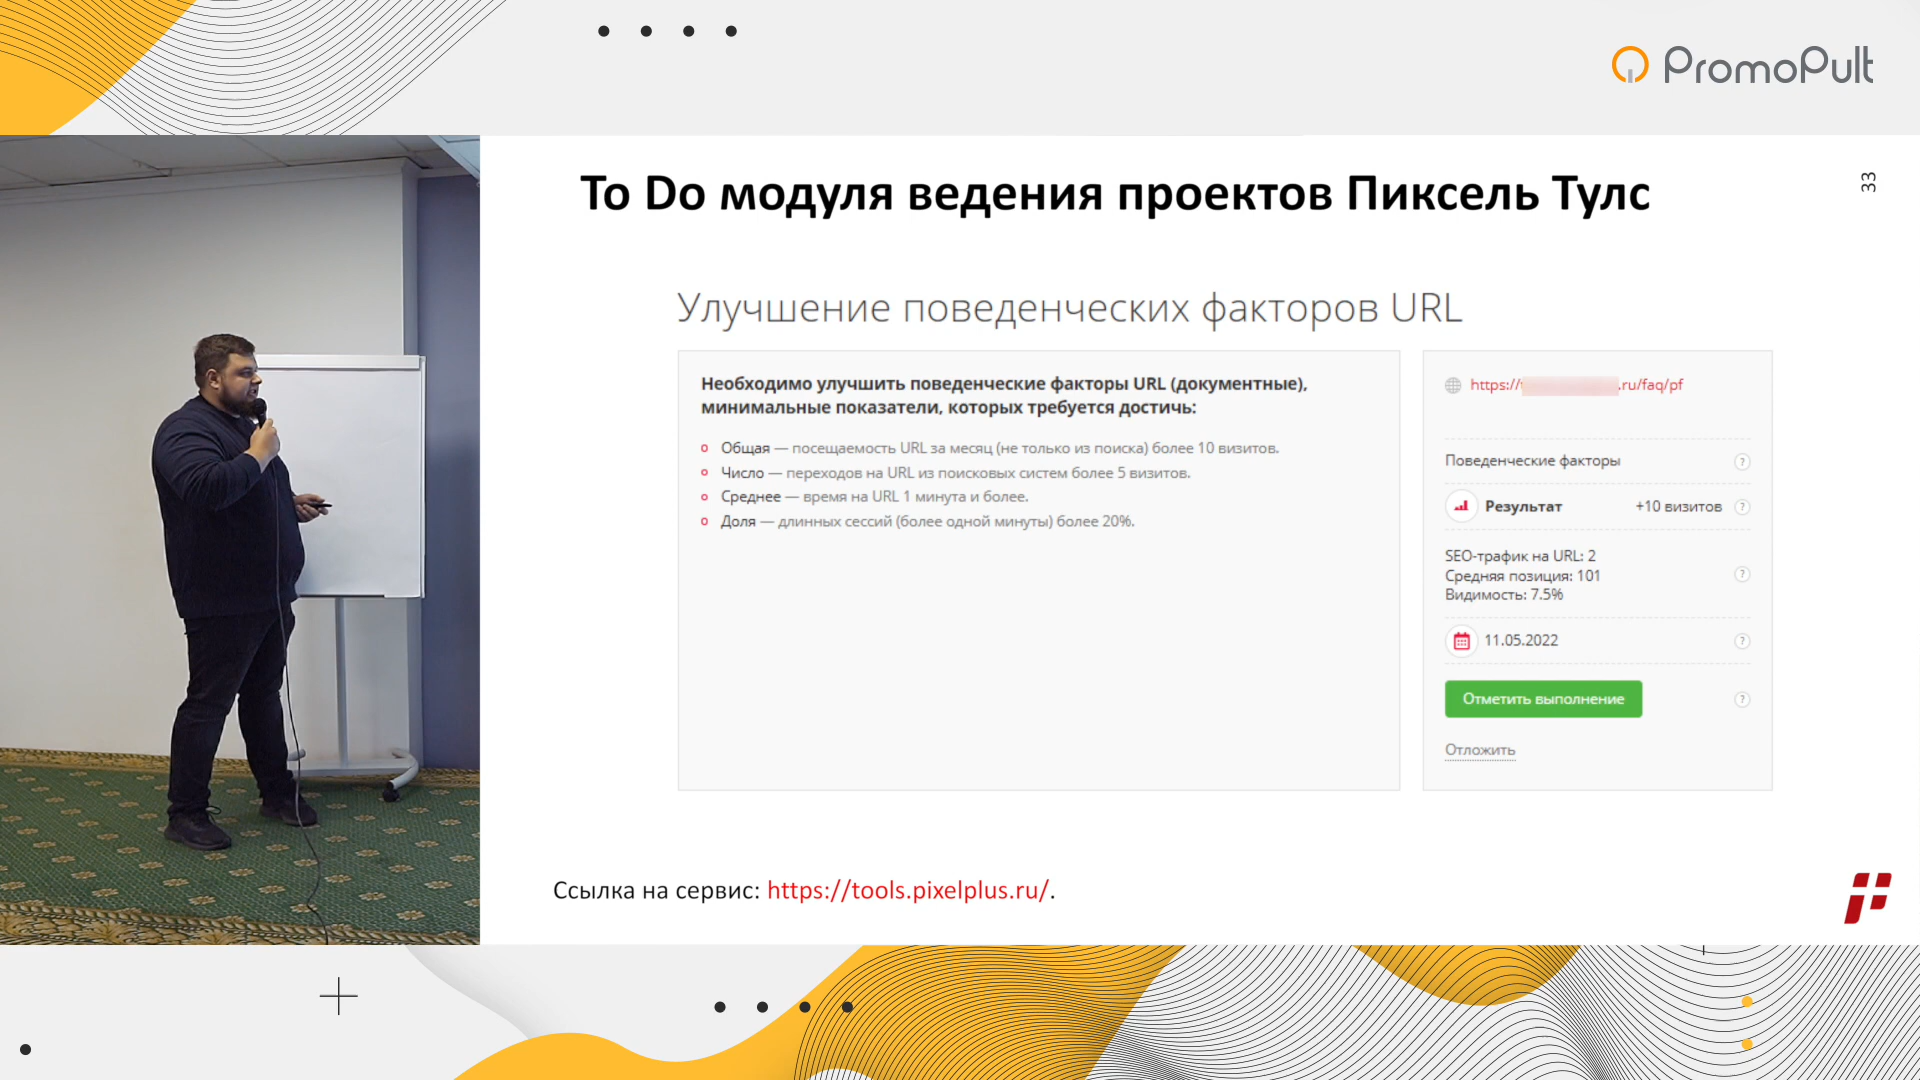 PromoPult
To Do модуля ведения проектов Пиксель Тулс
33
Улучшение поведенческих факторов URL
Необходимо улучшить поведенческие факторы URL (документные),
минимальные показатели, которых требуется достичь:
Общая — посещаемость URL за месяц (не только из поиска) более 10 визитов.
Число — переходов на URL из поисковых систем более 5 визитов.
Среднее — время на URL 1 минута и более.
Доля — длинных сессий (более одной минуты) более 20%.
https:// .ru/faq/pf
Поведенческие факторы ?
Результат +10 визитов ?
SEO-трафик на URL: 2
Средняя позиция: 101 ?
Видимость: 7.5%
11.05.2022 ?
Отметить выполнение ?
Отложить
Ссылка на сервис: https://tools.pixelplus.ru/.